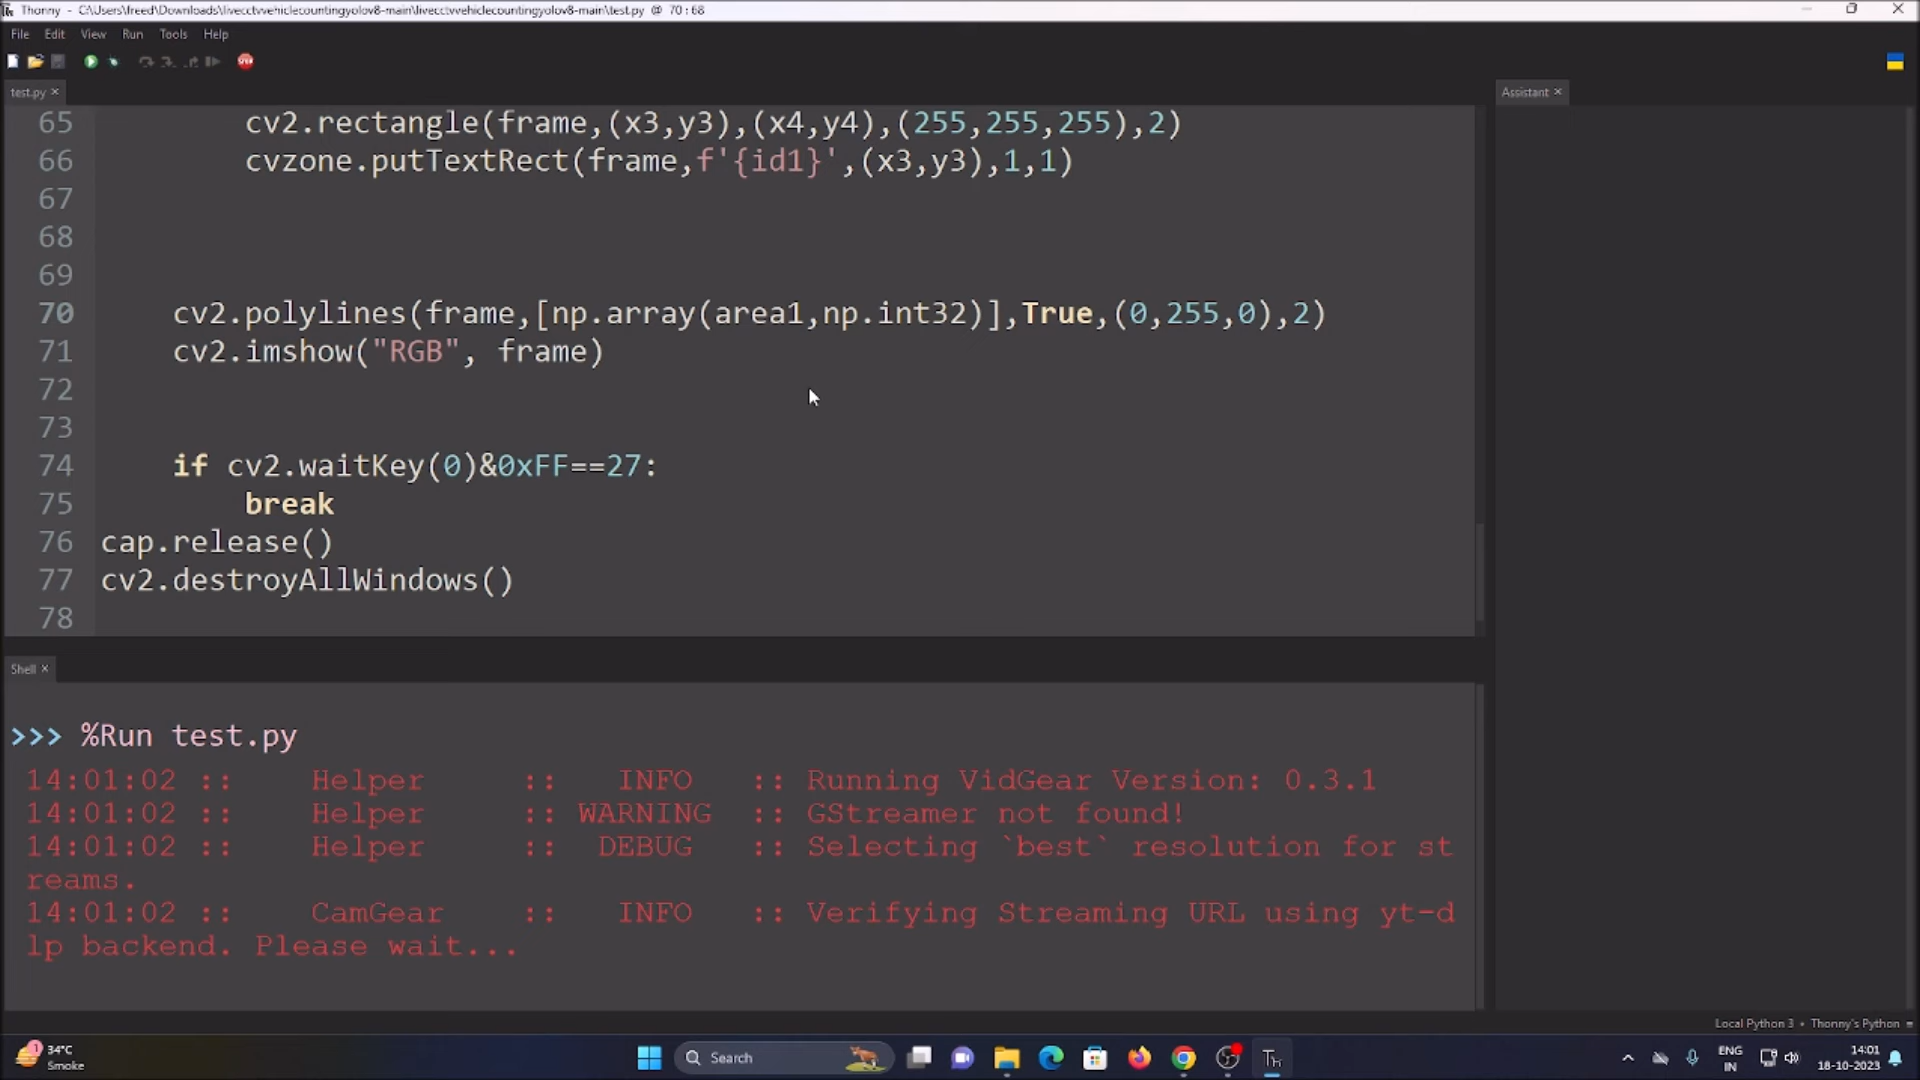 Thonny - C:\Users\freed\Downloads\livecctvvehiclecountingyolov8-main\livecctvvehiclecountingyolov8-main\test.py @ 70 : 68
File Edit View Run Tools Help
test.py ×
Assistant ×
65 cv2.rectangle(frame,(x3,y3),(x4,y4),(255,255,255),2)
66 cvzone.putTextRect(frame,f'{id1}',(x3,y3),1,1)
67
68
69
70 cv2.polylines(frame,[np.array(area1,np.int32)],True,(0,255,0),2)
71 cv2.imshow("RGB", frame)
72
73
74 if cv2.waitKey(0)&0xFF==27:
75 break
76 cap.release()
77 cv2.destroyAllWindows()
78
Shell ×
>>> %Run test.py
14:01:02 :: Helper :: INFO :: Running VidGear Version: 0.3.1
14:01:02 :: Helper :: WARNING :: GStreamer not found!
14:01:02 :: Helper :: DEBUG :: Selecting `best` resolution for st
reams.
14:01:02 :: CamGear :: INFO :: Verifying Streaming URL using yt-d
lp backend. Please wait...
Local Python 3 • Thonny's Python ≡
1
34°C
Smoke
Search
Th
ENG
IN
14:01
18-10-2023